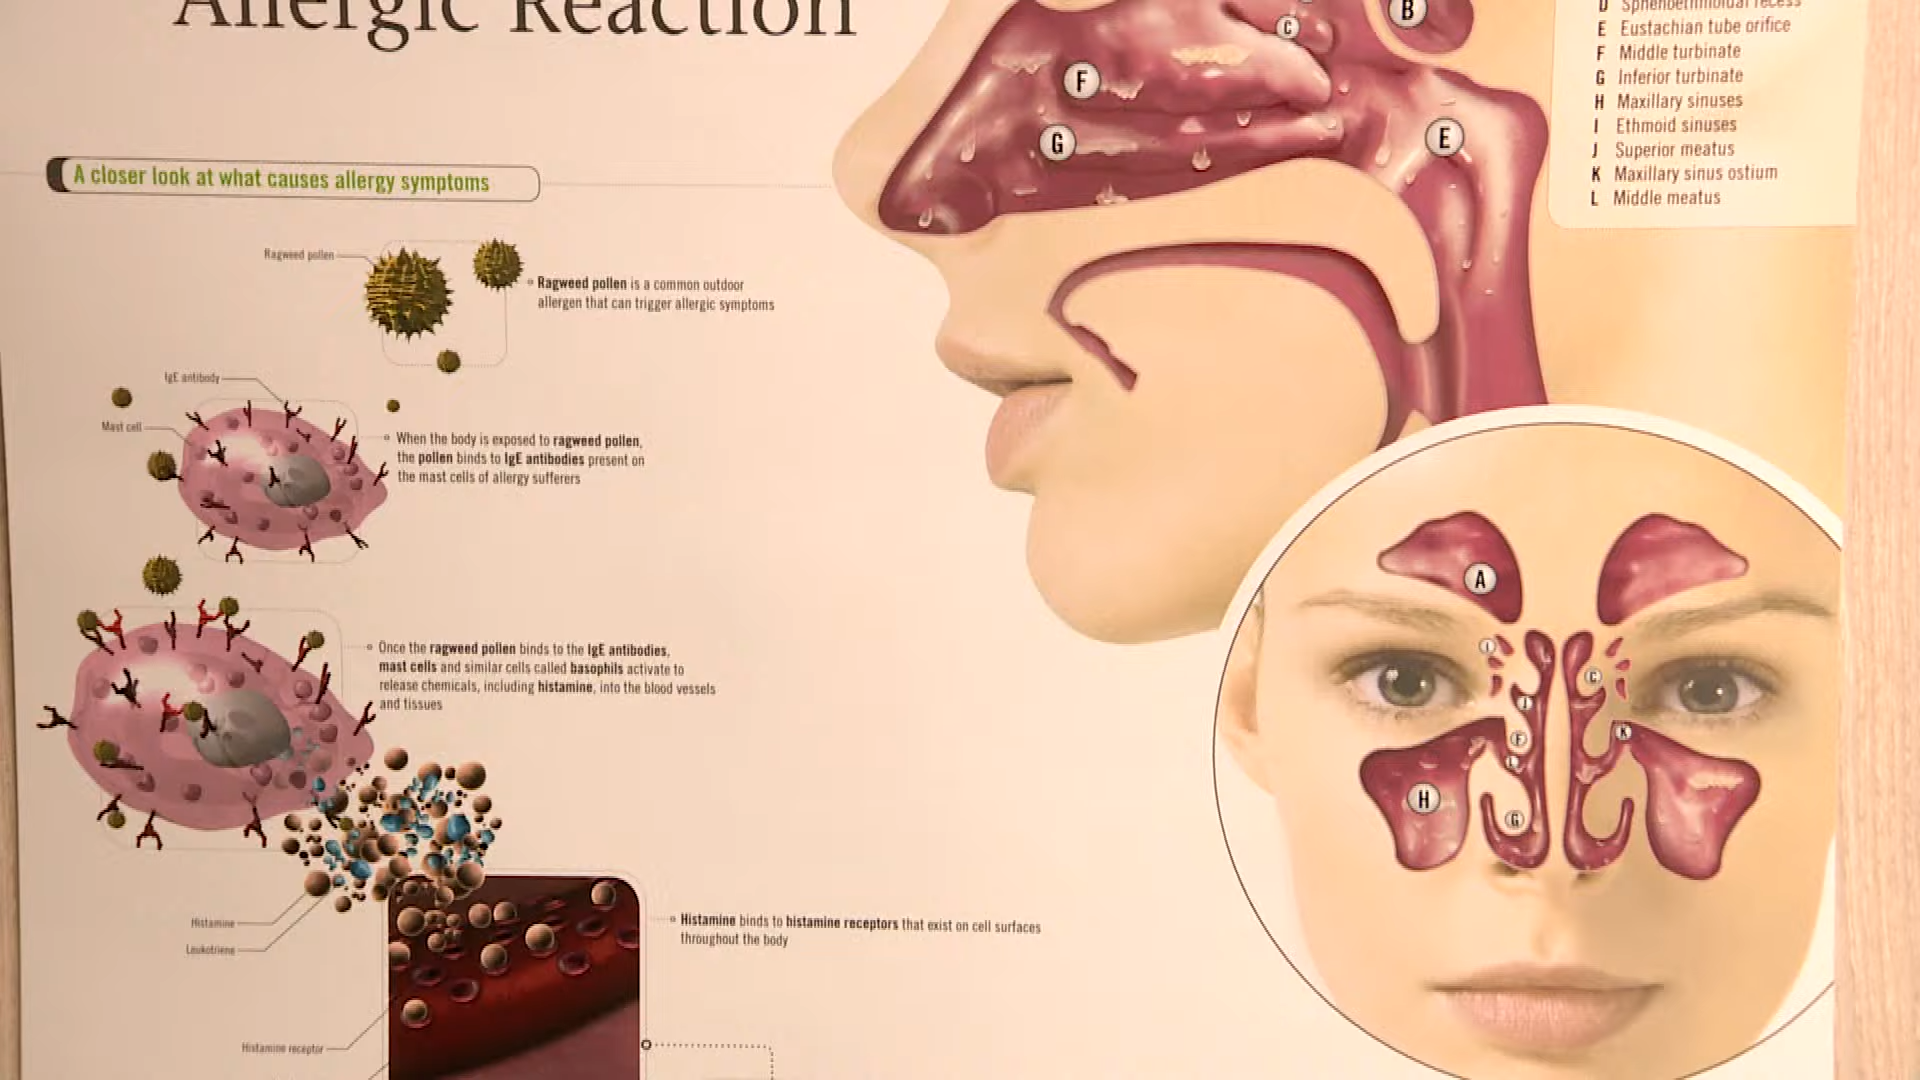 Allergic Reaction
A closer look at what causes allergy symptoms
Ragweed pollen
Ragweed pollen is a common outdoor
allergen that can trigger allergic symptoms
IgE antibody
Mast cell
When the body is exposed to ragweed pollen,
the pollen binds to IgE antibodies present on
the mast cells of allergy sufferers
Once the ragweed pollen binds to the IgE antibodies,
mast cells and similar cells called basophils activate to
release chemicals, including histamine, into the blood vessels
and tissues
Histamine
Leukotriene
Histamine binds to histamine receptors that exist on cell surfaces
throughout the body
Histamine receptor
B
C
F
G
E
D Sphenoethmoidal recess
E Eustachian tube orifice
F Middle turbinate
G Inferior turbinate
H Maxillary sinuses
I Ethmoid sinuses
J Superior meatus
K Maxillary sinus ostium
L Middle meatus
A
I
C
J
F
K
L
H
G